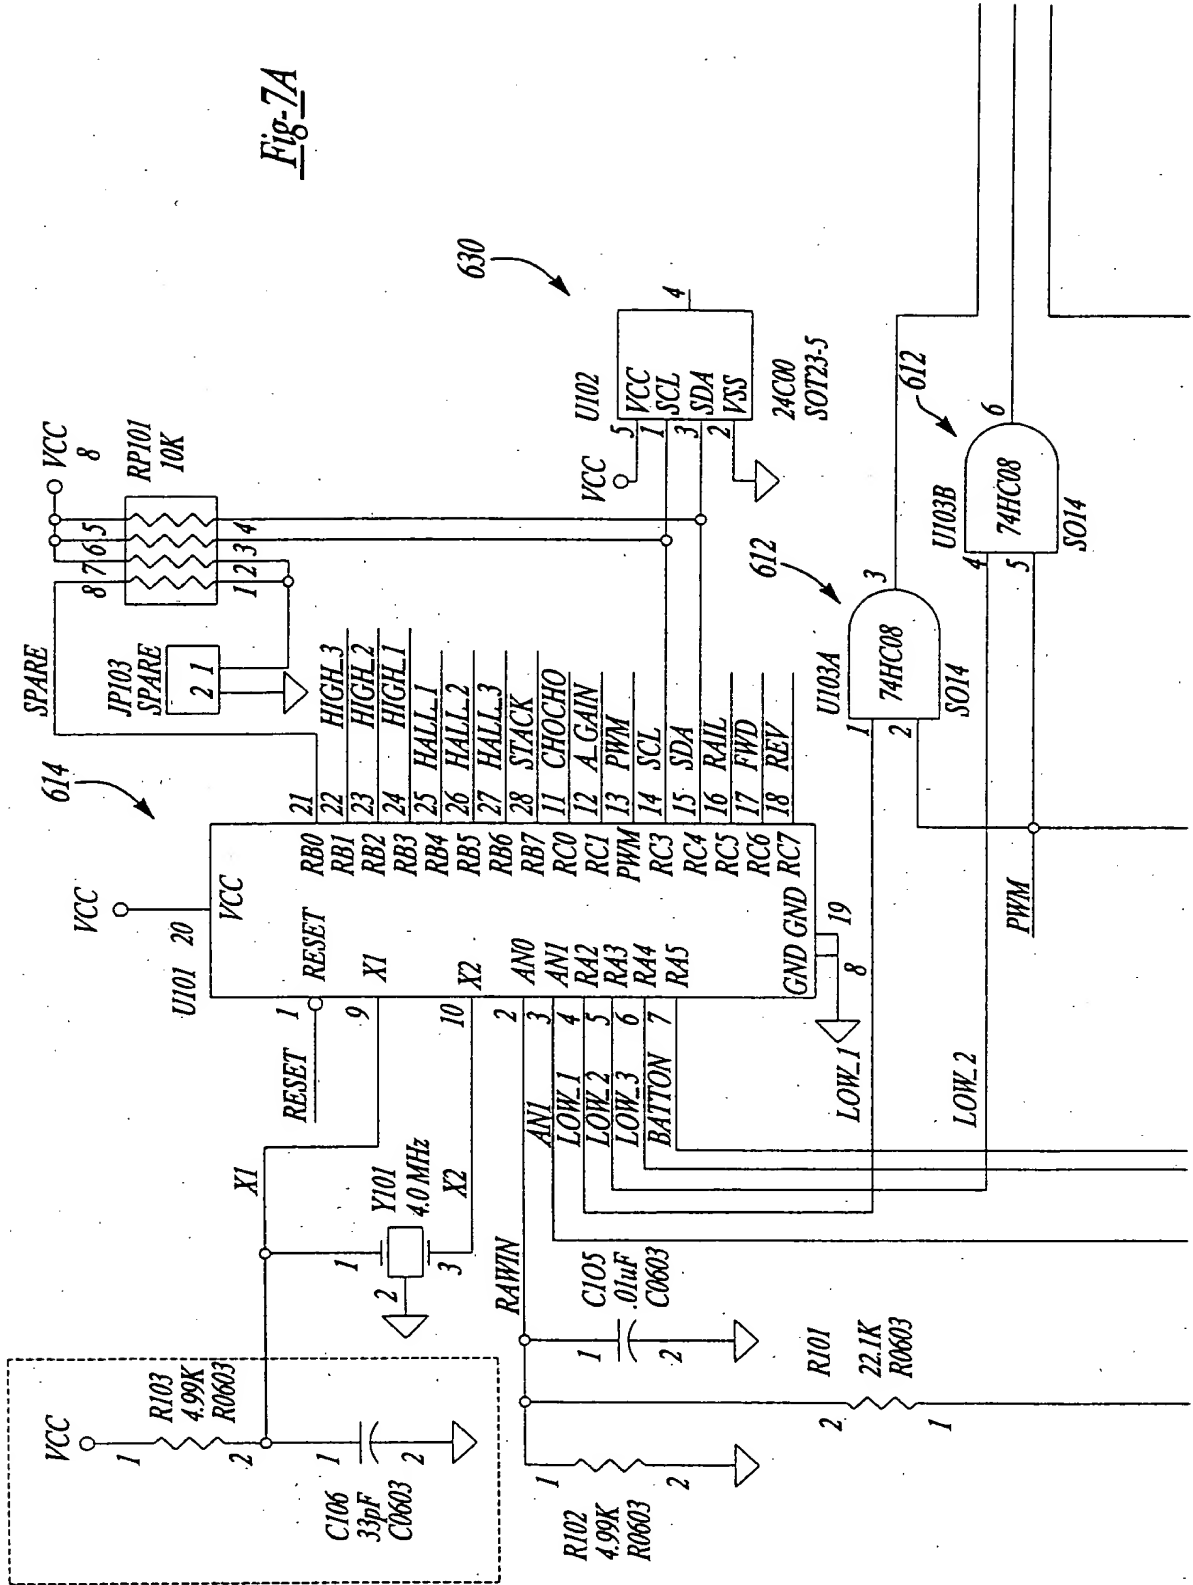 Fig-7A
VCC
1
R103
4.99K
R0603
2
C106
33pF
C0603
1
2
X1
Y101
4.0 MHz
1
2
3
X2
RAWIN
R102
4.99K
R0603
1
2
C1O5
.01uF
C0603
1
2
R101
22.1K
R0603
2
1
614
VCC
20
U101
VCC
RESET
1
RESET
9
X1
10
X2
2
AN0
AN1
3
AN1
LOW_1
4
RA2
LOW_2
5
RA3
LOW_3
6
RA4
BATTON
7
RA5
GND GND
8
19
RB0
21
SPARE
RB1
22
HIGH_3
RB2
23
HIGH_2
RB3
24
HIGH_1
RB4
25
HALL_1
RB5
26
HALL_2
RB6
27
HALL_3
RB7
28
STACK
RC0
11
CHOCHO
RC1
12
A_GAIN
PWM
13
PWM
RC3
14
SCL
RC4
15
SDA
RC5
16
RAIL
RC6
17
FWD
RC7
18
REV
JP103
SPARE
2 1
VCC
8
RP101
10K
8 7 6 5
1 2 3 4
630
U102
VCC
5
VCC
1
SCL
3
SDA
2
VSS
4
24C00
SOT23-5
LOW_1
LOW_2
PWM
612
U103A
1
2
3
74HC08
SO14
612
U103B
4
5
6
74HC08
SO14